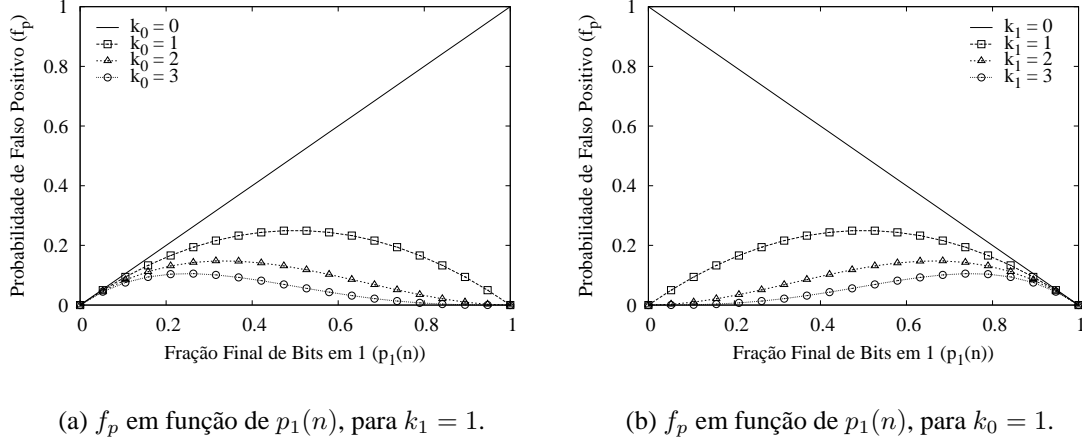 Probabilidade de Falso Positivo (f_p)
1
0.8
0.6
0.4
0.2
0
k_0 = 0
k_0 = 1
k_0 = 2
k_0 = 3
0 0.2 0.4 0.6 0.8 1
Fração Final de Bits em 1 (p_1(n))
(a) f_p em função de p_1(n), para k_1 = 1.
Probabilidade de Falso Positivo (f_p)
1
0.8
0.6
0.4
0.2
0
k_1 = 0
k_1 = 1
k_1 = 2
k_1 = 3
0 0.2 0.4 0.6 0.8 1
Fração Final de Bits em 1 (p_1(n))
(b) f_p em função de p_1(n), para k_0 = 1.